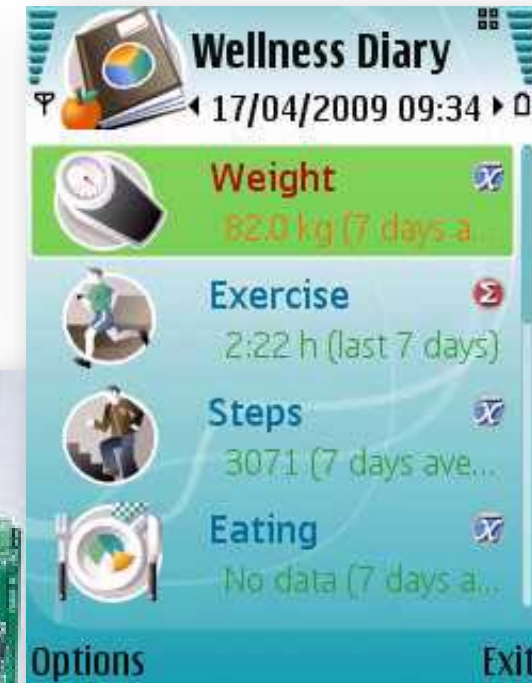 Wellness Diary
17/04/2009 09:34
Weight
82.0 kg (7 days a...
Exercise
Σ
2:22 h (last 7 days)
Steps
3071 (7 days ave...
Eating
No data (7 days a...
Options Exit